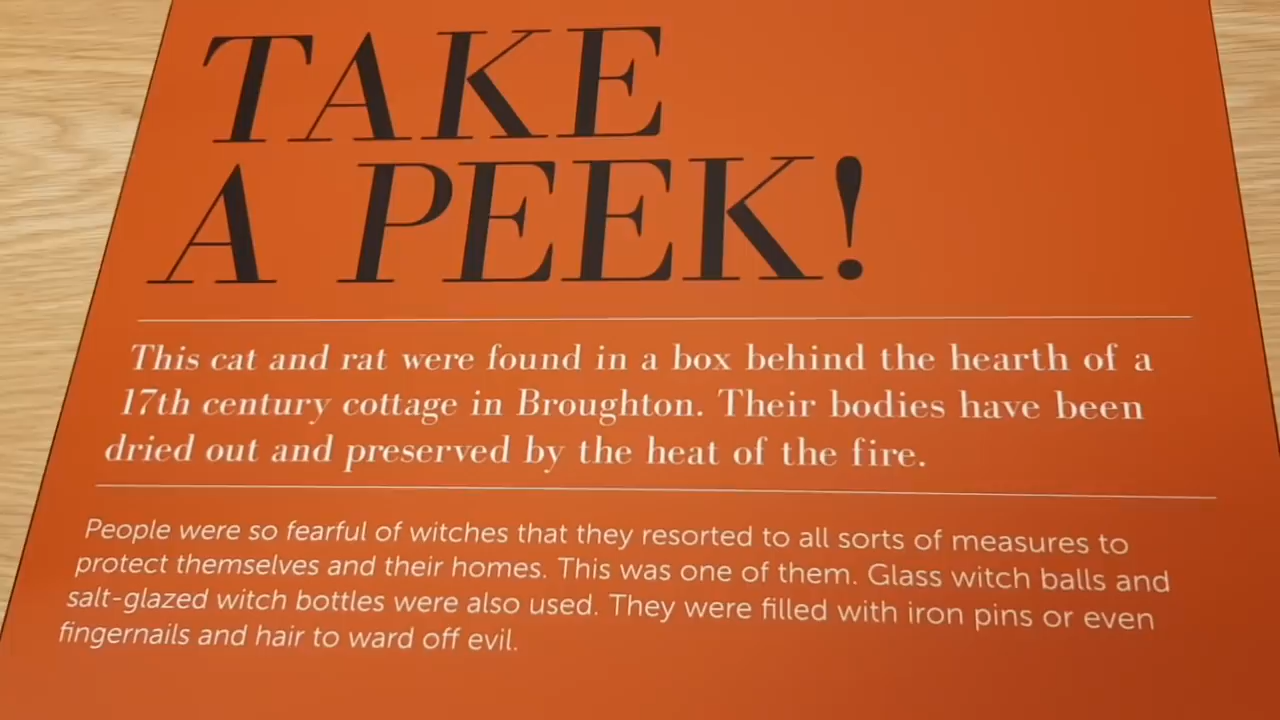 TAKE
A PEEK!
This cat and rat were found in a box behind the hearth of a
17th century cottage in Broughton. Their bodies have been
dried out and preserved by the heat of the fire.
People were so fearful of witches that they resorted to all sorts of measures to
protect themselves and their homes. This was one of them. Glass witch balls and
salt-glazed witch bottles were also used. They were filled with iron pins or even
fingernails and hair to ward off evil.